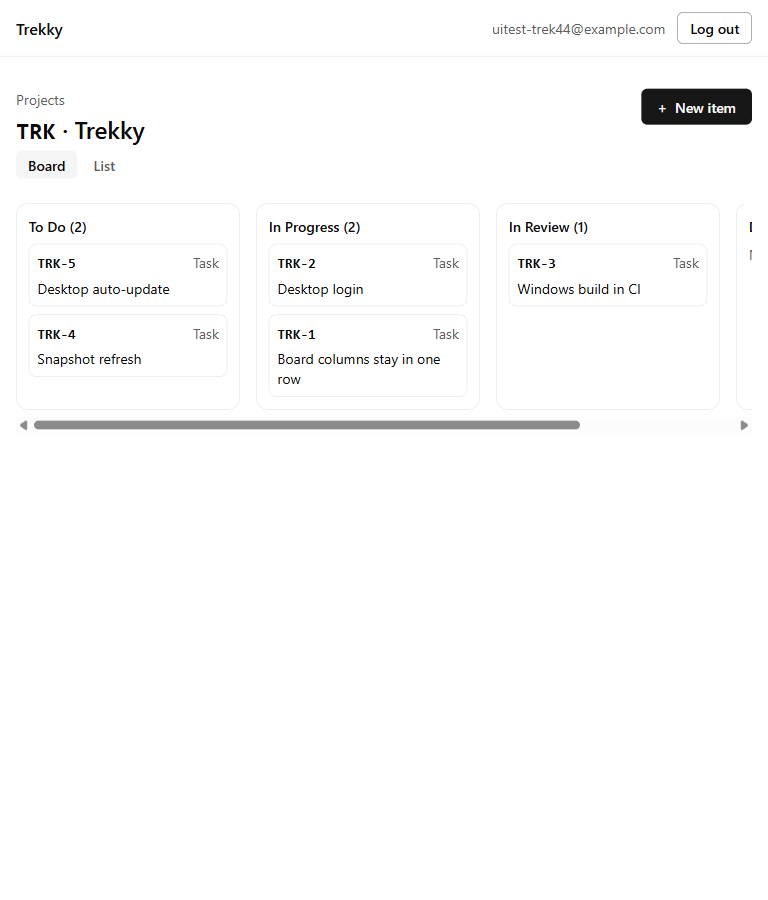 Trekky
uitest-trek44@example.com
Log out
Projects
+ New item
TRK · Trekky
Board
List
To Do (2)
TRK-5
Task
Desktop auto-update
TRK-4
Task
Snapshot refresh
In Progress (2)
TRK-2
Task
Desktop login
TRK-1
Task
Board columns stay in one
row
In Review (1)
TRK-3
Task
Windows build in CI